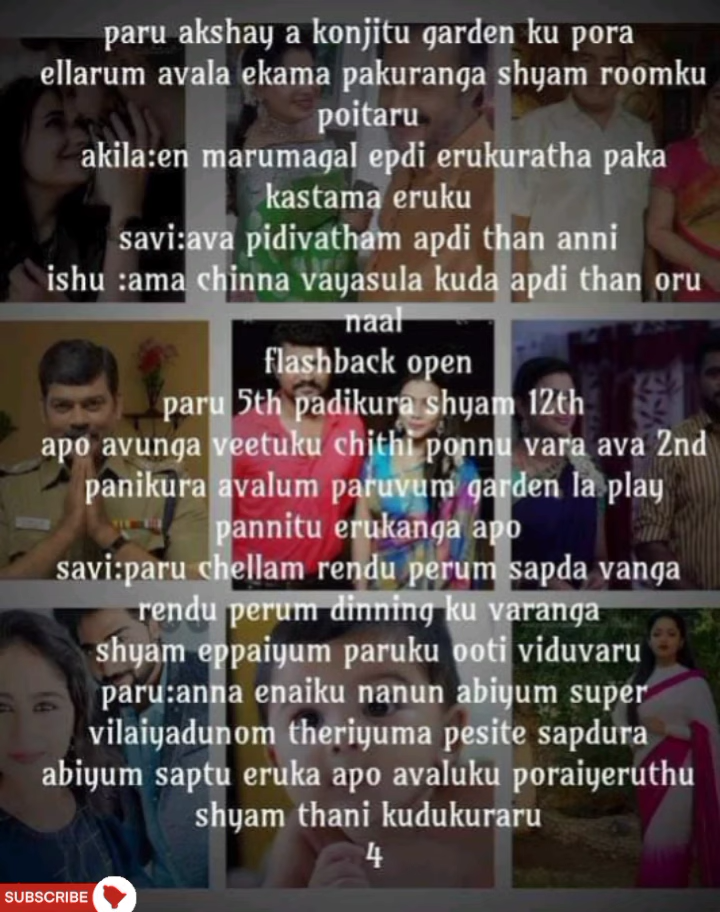 paru akshay a konjitu garden ku pora
ellarum avala ekama pakuranga shyam roomku
poitaru
akila:en marumagal epdi erukuratha paka
kastama eruku
savi:ava pidivatham apdi than anni
ishu :ama chinna vayasula kuda apdi than oru
naal
flashback open
paru 5th padikura shyam 12th
apo avunga veetuku chithi ponnu vara ava 2nd
panikura avalum paruvum garden la play
pannitu erukanga apo
savi:paru chellam rendu perum sapda vanga
rendu perum dinning ku varanga
shyam eppaiyum paruku ooti viduvaru
paru:anna enaiku nanun abiyum super
vilaiyadunom theriyuma pesite sapdura
abiyum saptu eruka apo avaluku poraiyeruthu
shyam thani kudukuraru
4
SUBSCRIBE